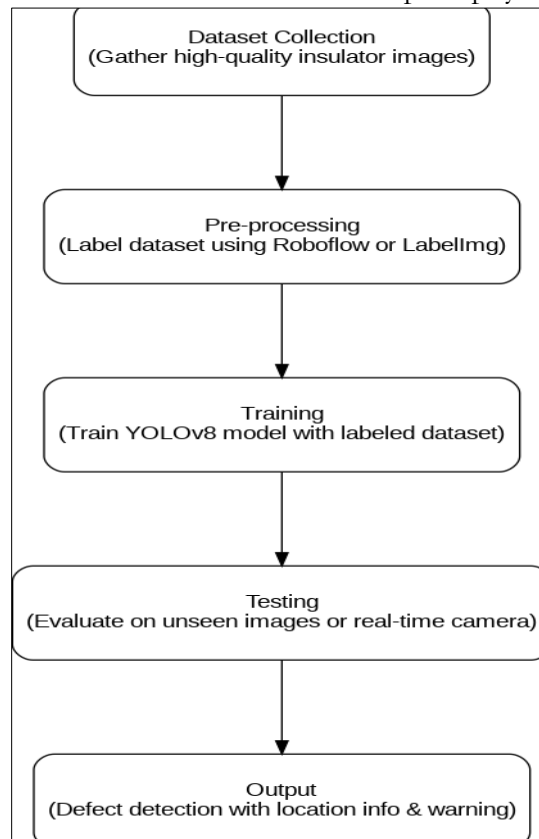 Dataset Collection
(Gather high-quality insulator images)
Pre-processing
(Label dataset using Roboflow or LabelImg)
Training
(Train YOLOv8 model with labeled dataset)
Testing
(Evaluate on unseen images or real-time camera)
Output
(Defect detection with location info & warning)